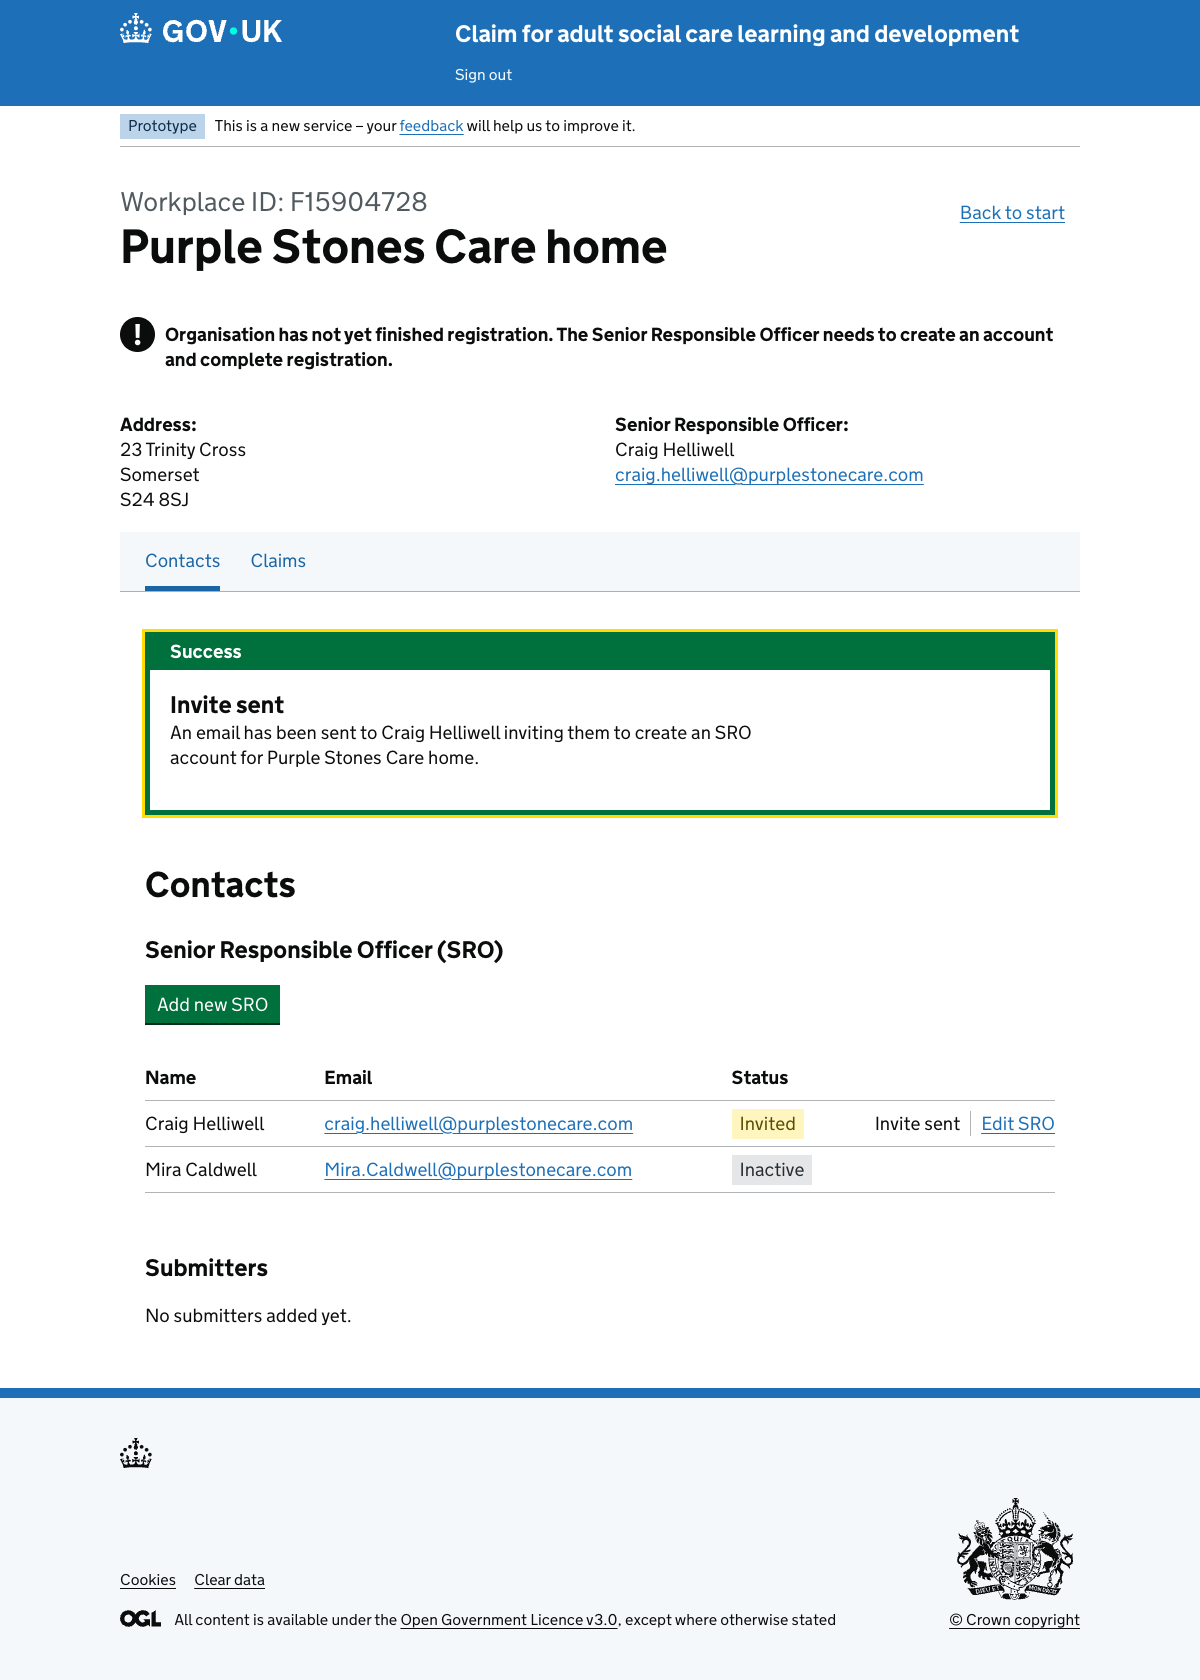 GOV·UK
Claim for adult social care learning and development
Sign out
Prototype This is a new service – your feedback will help us to improve it.
Workplace ID: F15904728
Purple Stones Care home
Back to start
! Organisation has not yet finished registration. The Senior Responsible Officer needs to create an account
and complete registration.
Address:
23 Trinity Cross
Somerset
S24 8SJ
Senior Responsible Officer:
Craig Helliwell
craig.helliwell@purplestonecare.com
Contacts Claims
Success
Invite sent
An email has been sent to Craig Helliwell inviting them to create an SRO
account for Purple Stones Care home.
Contacts
Senior Responsible Officer (SRO)
Add new SRO
Name Email Status
Craig Helliwell craig.helliwell@purplestonecare.com Invited Invite sent Edit SRO
Mira Caldwell Mira.Caldwell@purplestonecare.com Inactive
Submitters
No submitters added yet.
Cookies Clear data
OGL All content is available under the Open Government Licence v3.0, except where otherwise stated
© Crown copyright